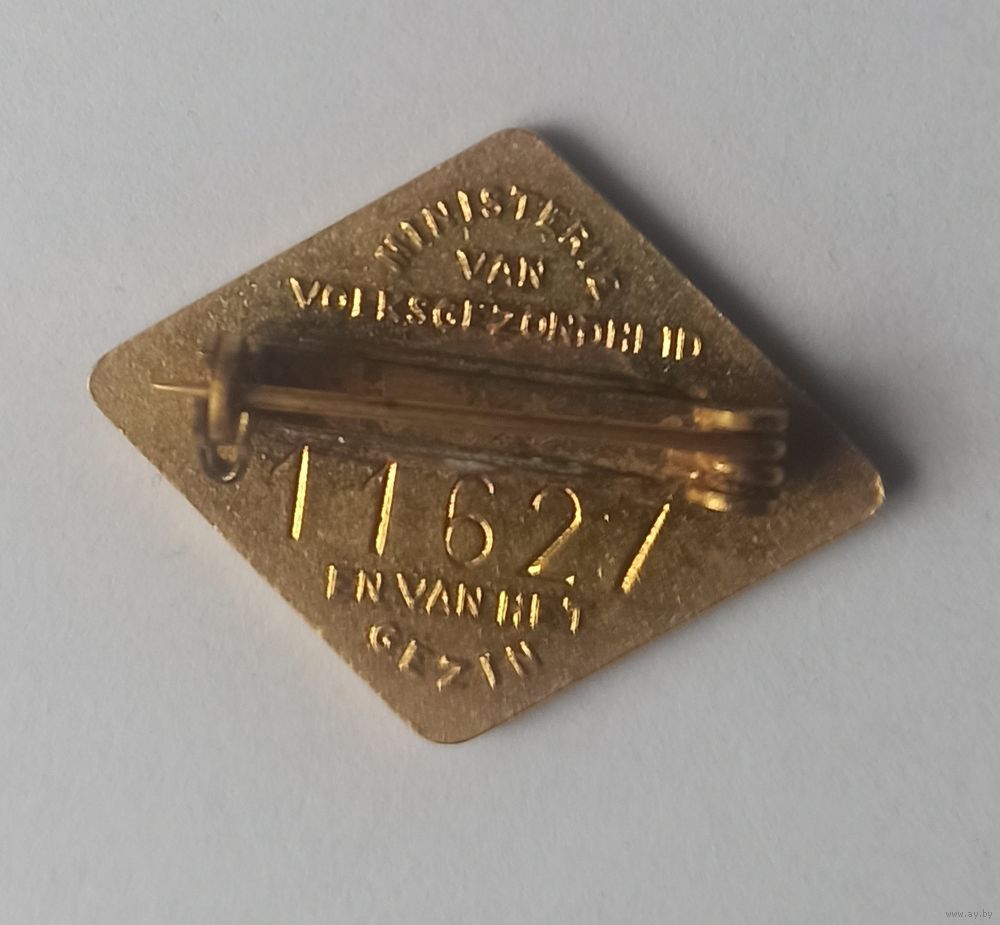 MINISTERIE
VAN
VOLKSGEZONDHEID
11627
EN VAN HET
GEZIN
www.ay.by